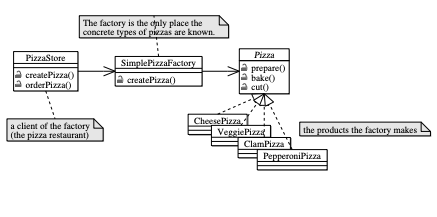 The factory is the only place the
concrete types of pizzas are known.
PizzaStore
createPizza()
orderPizza()
SimplePizzaFactory
createPizza()
Pizza
prepare()
bake()
cut()
a client of the factory
(the pizza restaurant)
CheesePizza
VeggiePizza
ClamPizza
PepperoniPizza
the products the factory makes